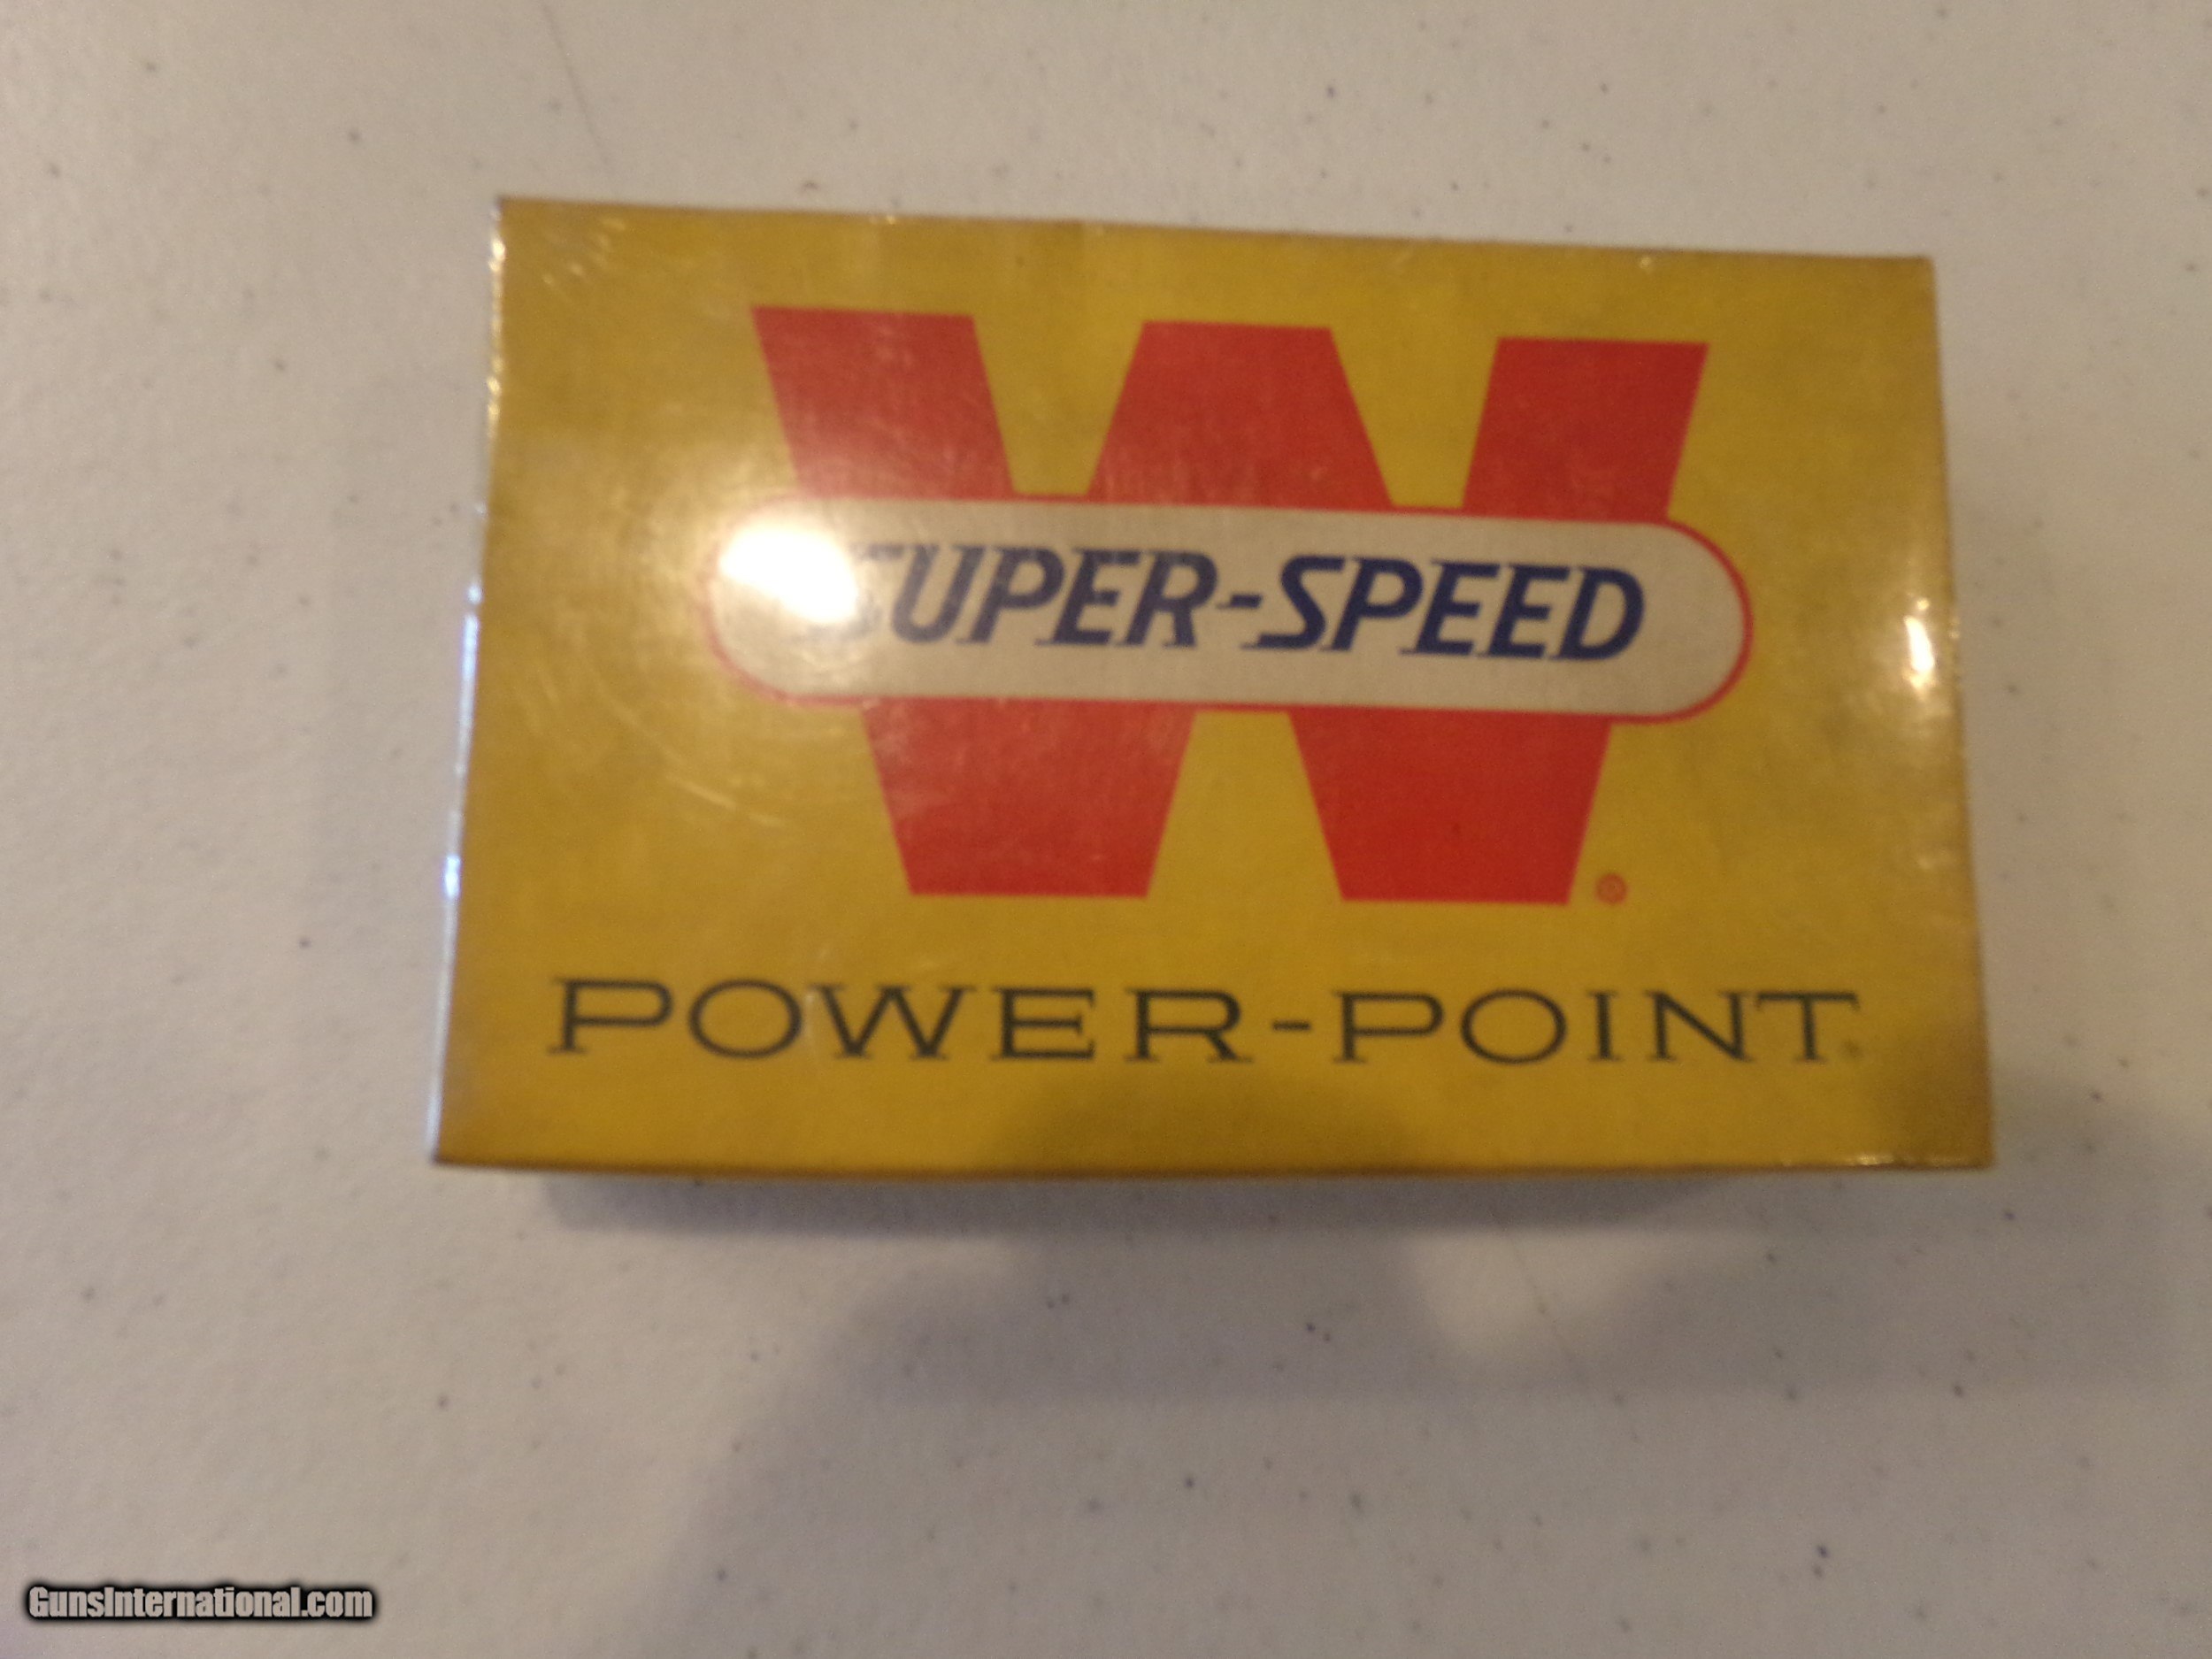 W
SUPER-SPEED
®
POWER-POINT
GunsInternational.com